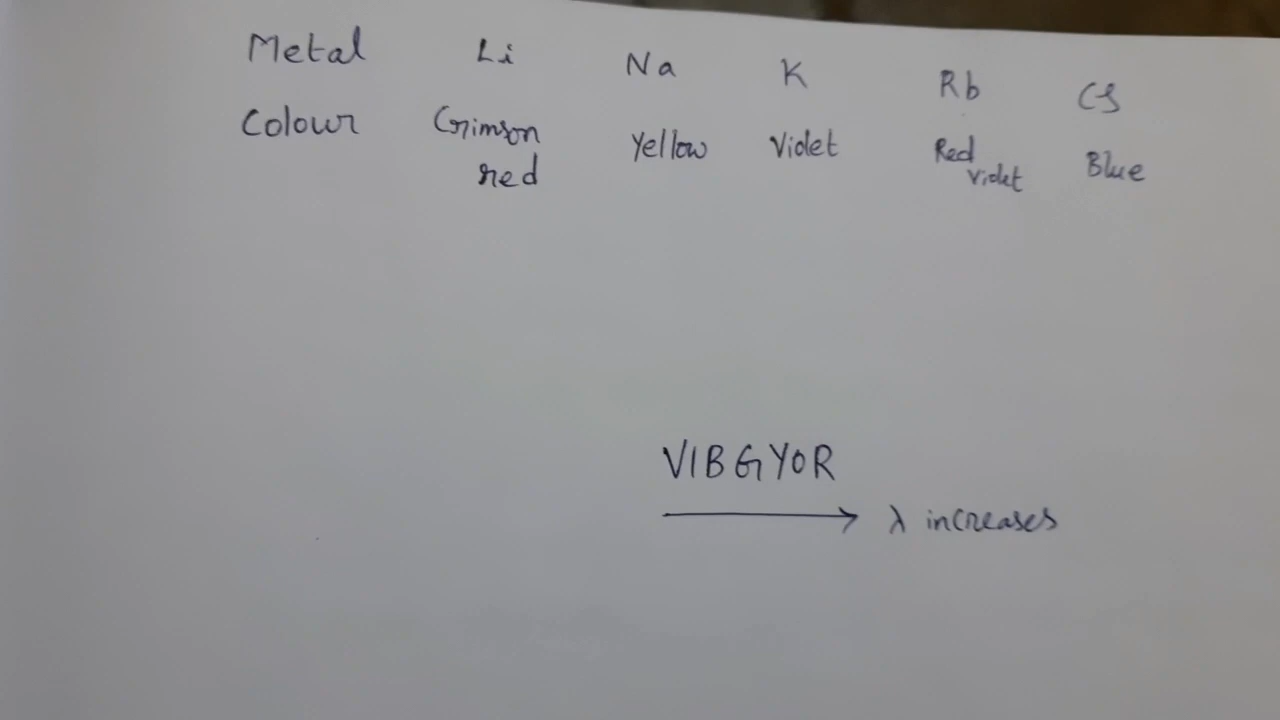 Metal Li Na K Rb Cs
Colour Crimson red Yellow Violet Red violet Blue
VIBGYOR
λ increases